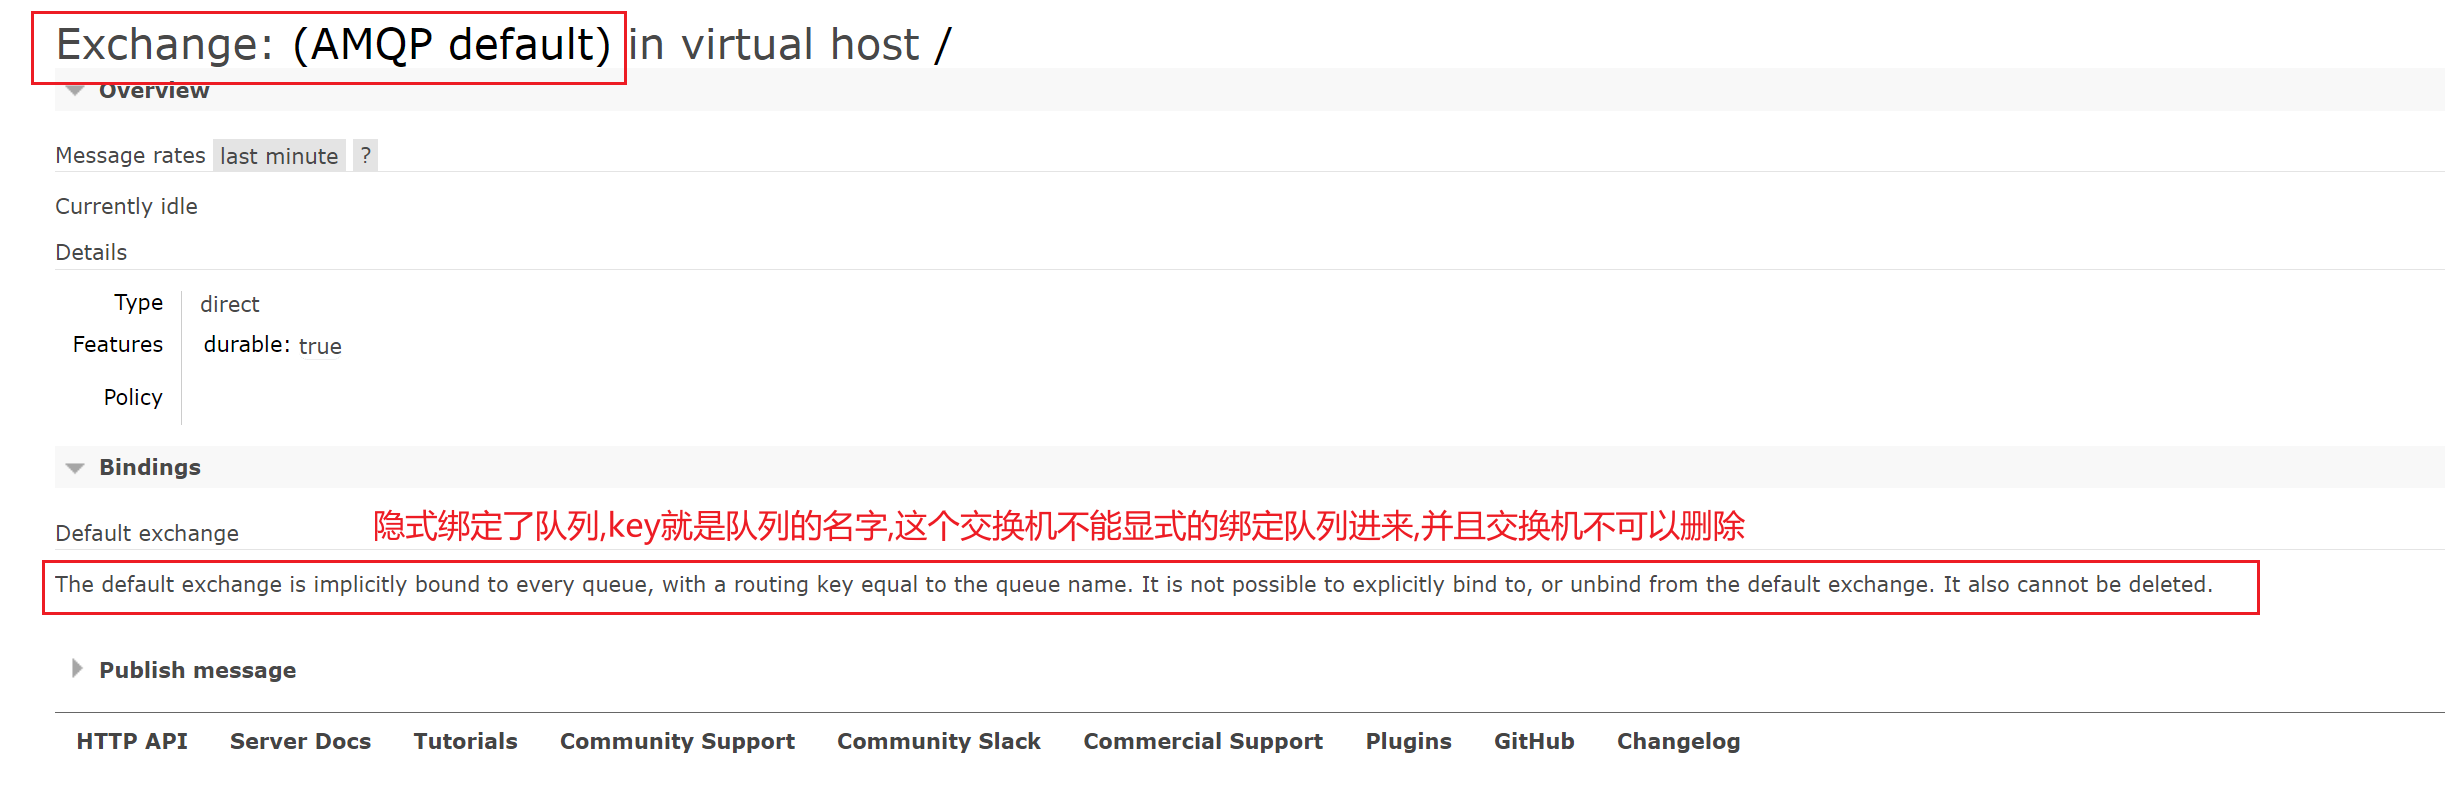 Exchange: (AMQP default) in virtual host /
Overview
Message rates last minute ?
Currently idle
Details
Type direct
Features durable: true
Policy
Bindings
Default exchange 隐式绑定了队列,key就是队列的名字,这个交换机不能显式的绑定队列进来,并且交换机不可以删除
The default exchange is implicitly bound to every queue, with a routing key equal to the queue name. It is not possible to explicitly bind to, or unbind from the default exchange. It also cannot be deleted.
Publish message
HTTP API Server Docs Tutorials Community Support Community Slack Commercial Support Plugins GitHub Changelog